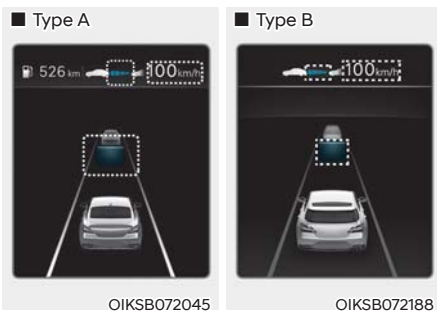 ■ Type A
■ Type B
526 km
100 km/h
100 km/h
OIKSB072045
OIKSB072188